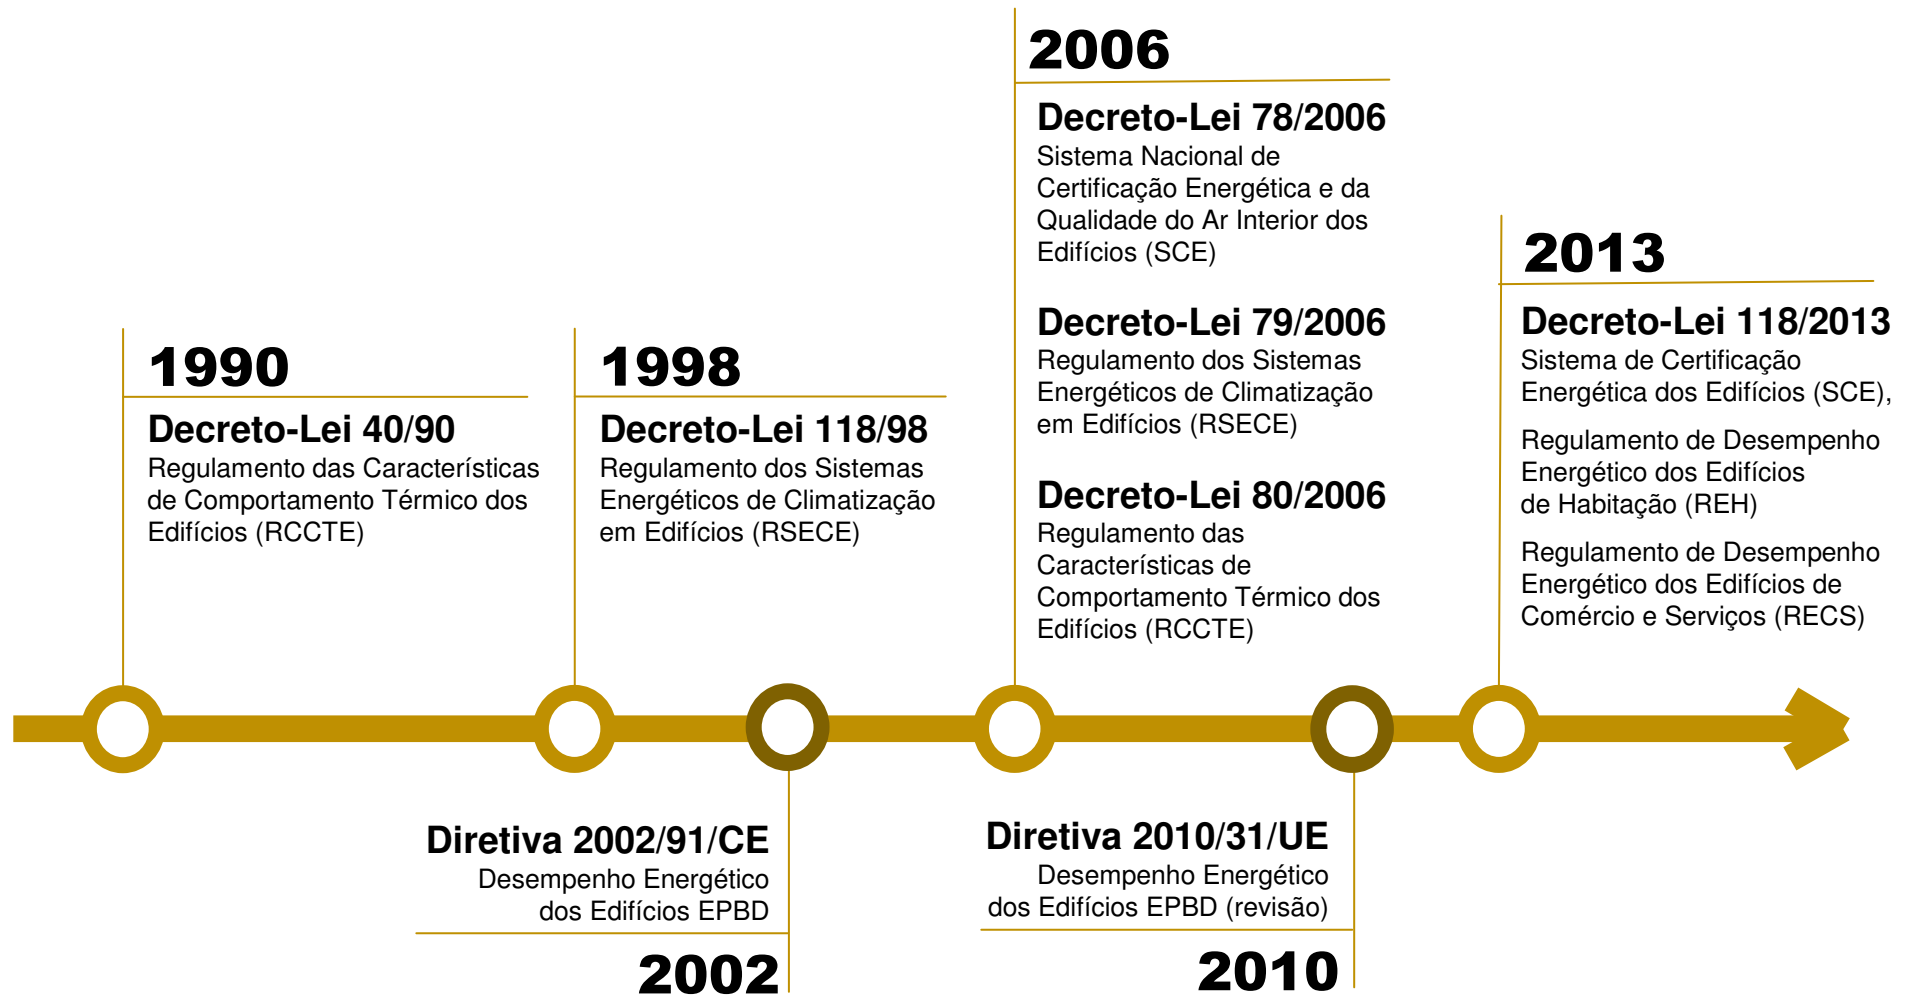 1990
Decreto-Lei 40/90
Regulamento das Características
de Comportamento Térmico dos
Edifícios (RCCTE)
1998
Decreto-Lei 118/98
Regulamento dos Sistemas
Energéticos de Climatização
em Edifícios (RSECE)
2006
Decreto-Lei 78/2006
Sistema Nacional de
Certificação Energética e da
Qualidade do Ar Interior dos
Edifícios (SCE)
Decreto-Lei 79/2006
Regulamento dos Sistemas
Energéticos de Climatização
em Edifícios (RSECE)
Decreto-Lei 80/2006
Regulamento das
Características de
Comportamento Térmico dos
Edifícios (RCCTE)
2013
Decreto-Lei 118/2013
Sistema de Certificação
Energética dos Edifícios (SCE),
Regulamento de Desempenho
Energético dos Edifícios
de Habitação (REH)
Regulamento de Desempenho
Energético dos Edifícios de
Comércio e Serviços (RECS)
Diretiva 2002/91/CE
Desempenho Energético
dos Edifícios EPBD
2002
Diretiva 2010/31/UE
Desempenho Energético
dos Edifícios EPBD (revisão)
2010